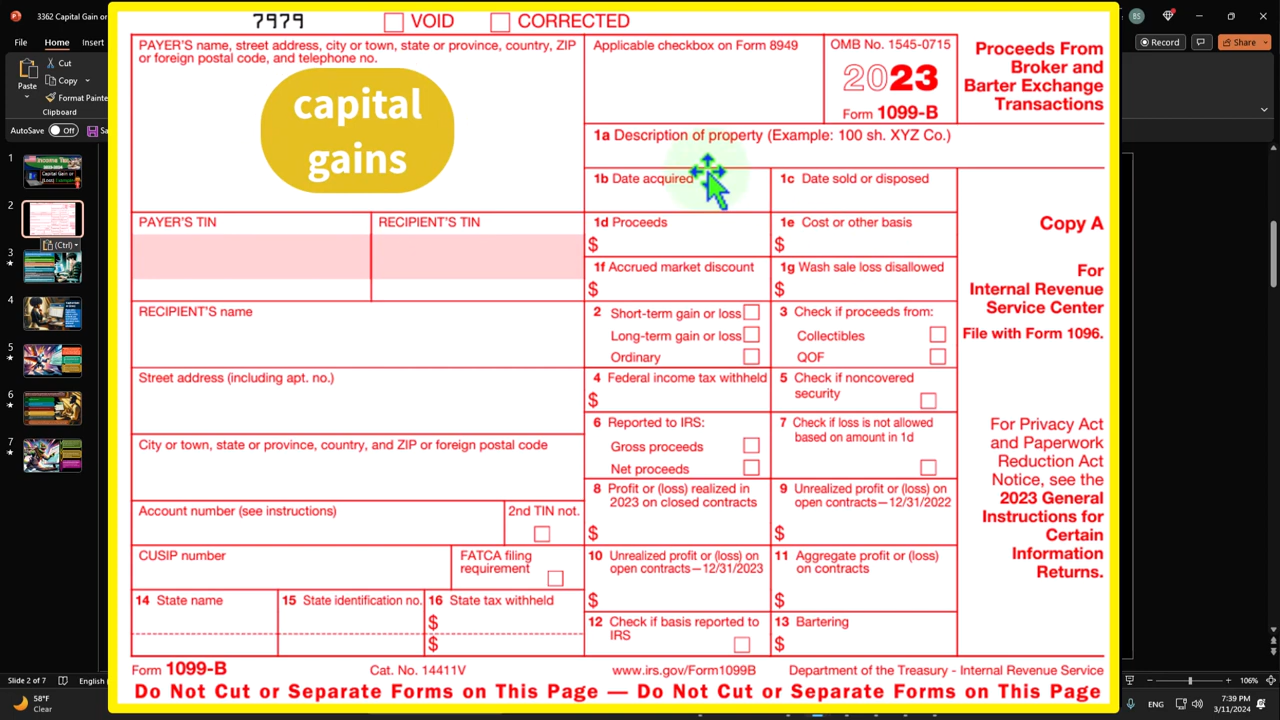 3362 Capital Gain or
File
Home
Insert
Paste
Cut
Copy
Format Painte
Clipboard
AutoSave
Off
BS
Record
Share
1
2
3
4
5
6
7
(Ctrl)
7979
VOID
CORRECTED
PAYER'S name, street address, city or town, state or province, country, ZIP
or foreign postal code, and telephone no.
capital
gains
Applicable checkbox on Form 8949
OMB No. 1545-0715
2023
Form 1099-B
Proceeds From
Broker and
Barter Exchange
Transactions
1a Description of property (Example: 100 sh. XYZ Co.)
1b Date acquired
1c Date sold or disposed
PAYER'S TIN
RECIPIENT'S TIN
1d Proceeds
$
1e Cost or other basis
$
Copy A
1f Accrued market discount
$
1g Wash sale loss disallowed
$
For
Internal Revenue
Service Center
File with Form 1096.
RECIPIENT'S name
2 Short-term gain or loss
Long-term gain or loss
Ordinary
3 Check if proceeds from:
Collectibles
QOF
Street address (including apt. no.)
4 Federal income tax withheld
$
5 Check if noncovered
security
City or town, state or province, country, and ZIP or foreign postal code
6 Reported to IRS:
Gross proceeds
Net proceeds
7 Check if loss is not allowed
based on amount in 1d
For Privacy Act
and Paperwork
Reduction Act
Notice, see the
2023 General
Instructions for
Certain
Information
Returns.
8 Profit or (loss) realized in
2023 on closed contracts
$
9 Unrealized profit or (loss) on
open contracts—12/31/2022
$
Account number (see instructions)
2nd TIN not.
CUSIP number
FATCA filing
requirement
10 Unrealized profit or (loss) on
open contracts—12/31/2023
$
11 Aggregate profit or (loss)
on contracts
$
14 State name
15 State identification no.
16 State tax withheld
$
$
12 Check if basis reported to
IRS
13 Bartering
$
Form 1099-B
Cat. No. 14411V
www.irs.gov/Form1099B
Department of the Treasury - Internal Revenue Service
Do Not Cut or Separate Forms on This Page — Do Not Cut or Separate Forms on This Page
Slide 2 of 7
English
106%
58°F
Clear
7:39 PM
3/11/2024